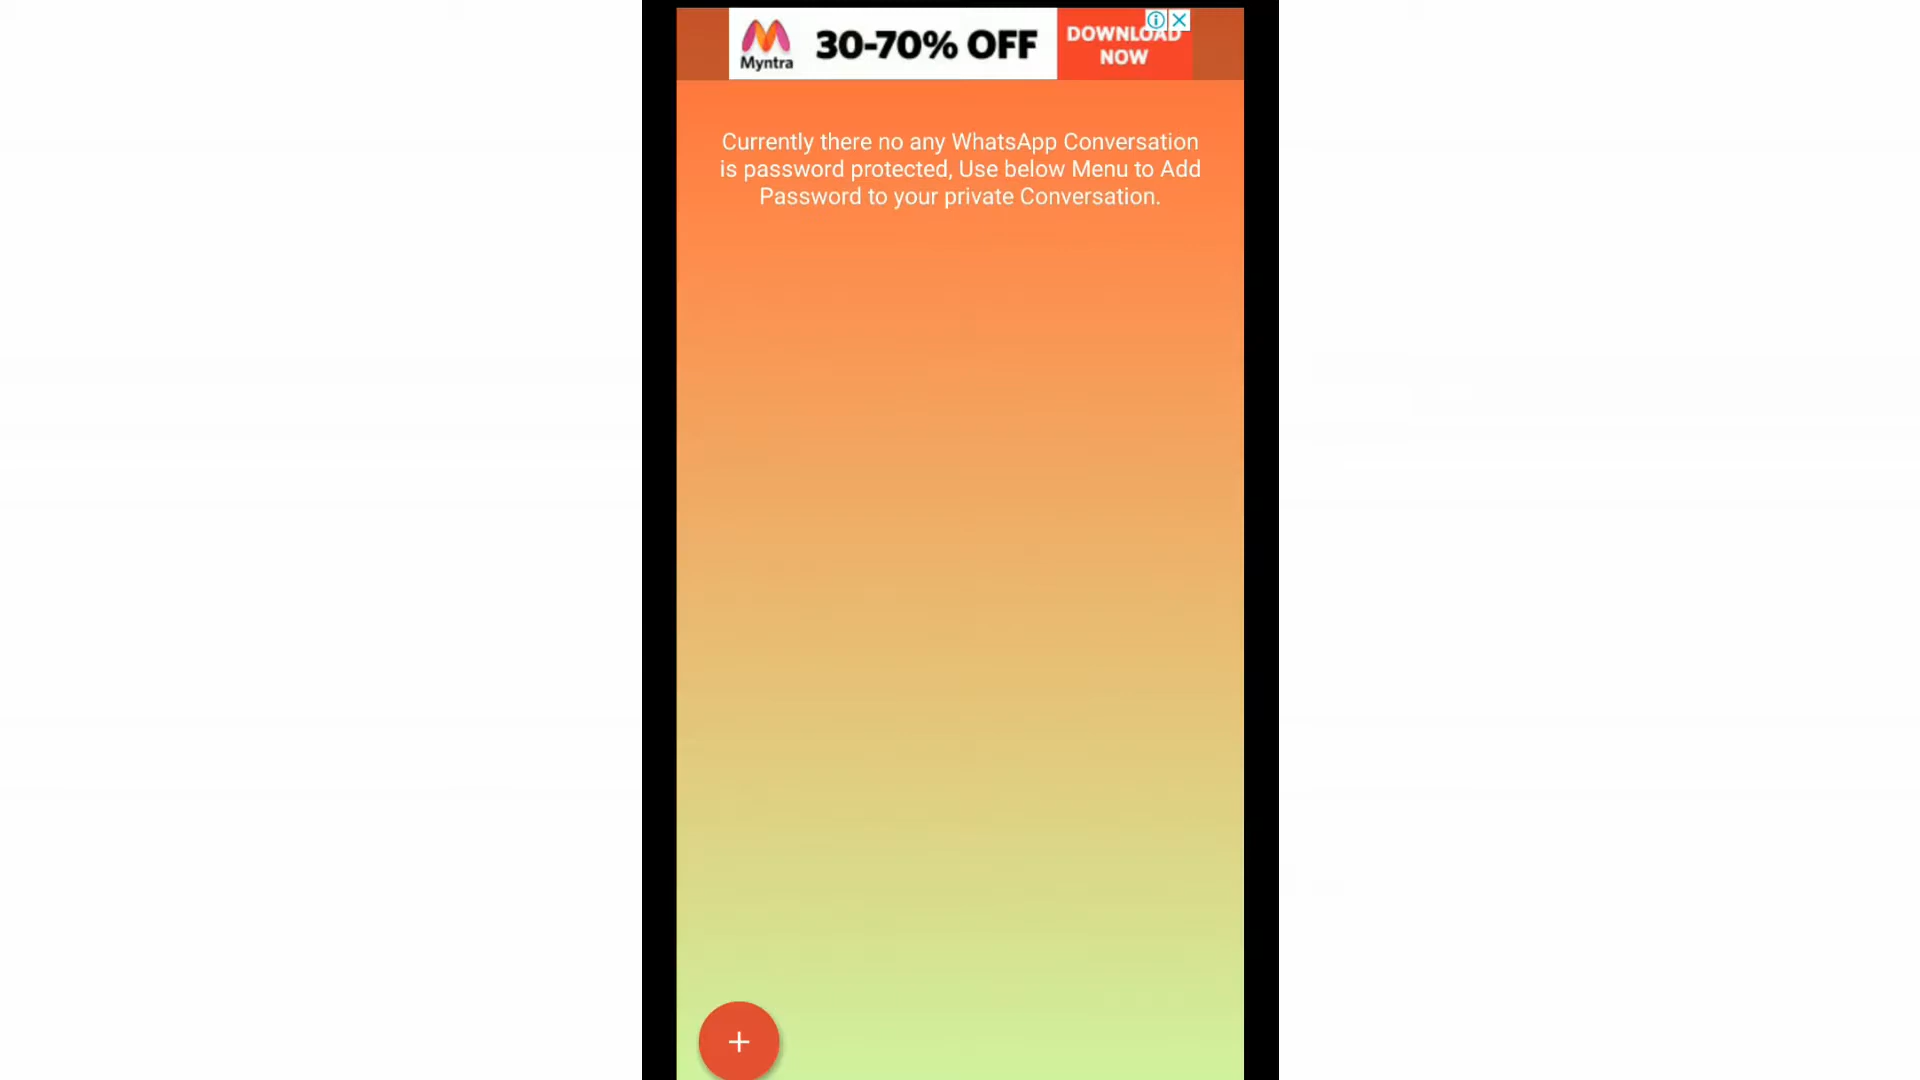 Myntra
30-70% OFF
DOWNLOAD
NOW
Currently there no any WhatsApp Conversation
is password protected, Use below Menu to Add
Password to your private Conversation.
+